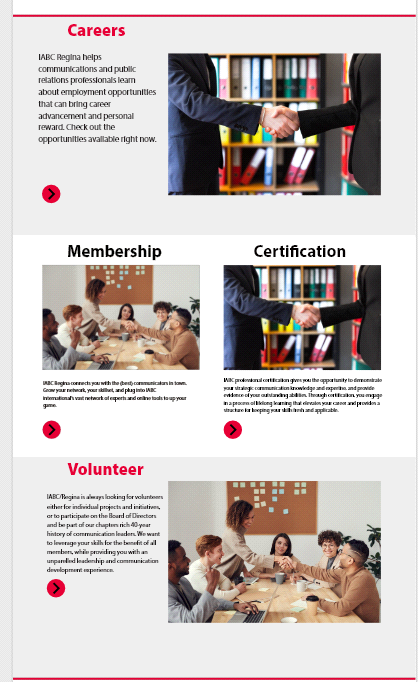 Careers
IABC Regina helps
communications and public
relations professionals learn
about employment opportunities
that can bring career
advancement and personal
reward. Check out the
opportunities available right now.
Membership
IABC Regina connects you with the (best) communicators in town.
Grow your network, your skillset, and plug into IABC
international's vast network of experts and online tools to up your
game.
Certification
IABC professional certification gives you the opportunity to demonstrate
your strategic communication knowledge and expertise, and provide
evidence of your outstanding abilities. Through certification, you engage
in a process of lifelong learning that elevates your career and provides a
structure for keeping your skills fresh and applicable.
Volunteer
IABC/Regina is always looking for volunteers
either for individual projects and initiatives,
or to participate on the Board of Directors
and be part of our chapters rich 40-year
history of communication leaders. We want
to leverage your skills for the benefit of all
members, while providing you with an
unparelled leadership and communication
development experience.